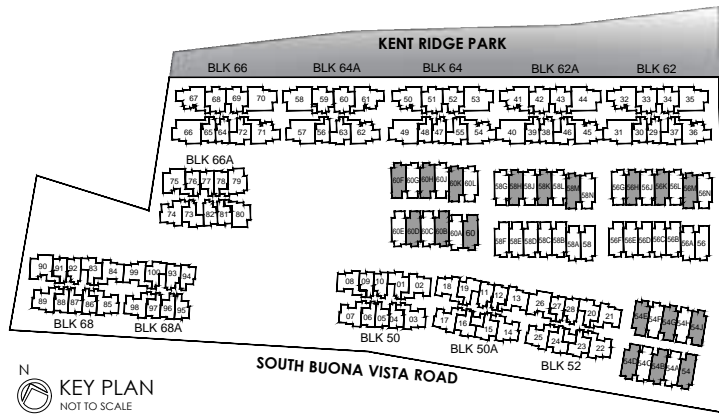 KENT RIDGE PARK
BLK 66 BLK 64A BLK 64 BLK 62A BLK 62
67 68 69 70 58 59 60 61 50 51 52 53 41 42 43 44 32 33 34 35
66 65 64 72 71 57 56 63 62 49 48 47 55 54 40 39 38 46 45 31 30 29 37 36
BLK 66A
75 76 77 78 79 60F 60G 60H 60J 60K 60L 58G 58H 58J 58K 58L 58M 58N 56G 56H 56J 56K 56L 56M 56N
74 73 82 81 80 60E 60D 60C 60B 60A 60 58F 58E 58D 58C 58B 58A 58 56F 56E 56D 56C 56B 56A 56
90 91 92 83 84 99 100 93 94 08 09 10 01 02 18 19 11 12 13 26 27 28 20 21 54E 54F 54G 54H 54J
89 88 87 86 85 98 97 96 95 07 06 05 04 03 17 16 15 14 25 24 23 22 54D 54C 54B 54A 54
BLK 68 BLK 68A BLK 50 BLK 50A BLK 52
SOUTH BUONA VISTA ROAD
N
KEY PLAN
NOT TO SCALE